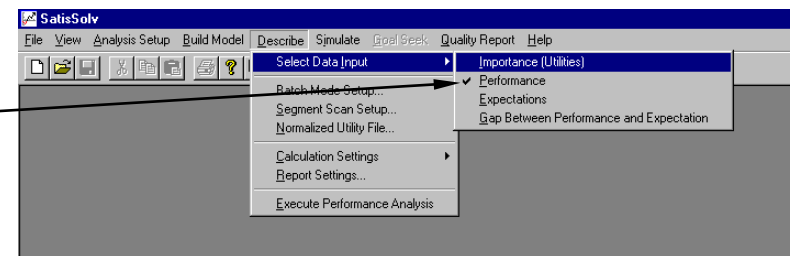 SatisSolv
File View Analysis Setup Build Model Describe Simulate Goal Seek Quality Report Help
Select Data Input
Importance (Utilities)
Batch Mode Setup...
Performance
Segment Scan Setup...
Expectations
Normalized Utility File...
Gap Between Performance and Expectation
Calculation Settings
Report Settings...
Execute Performance Analysis